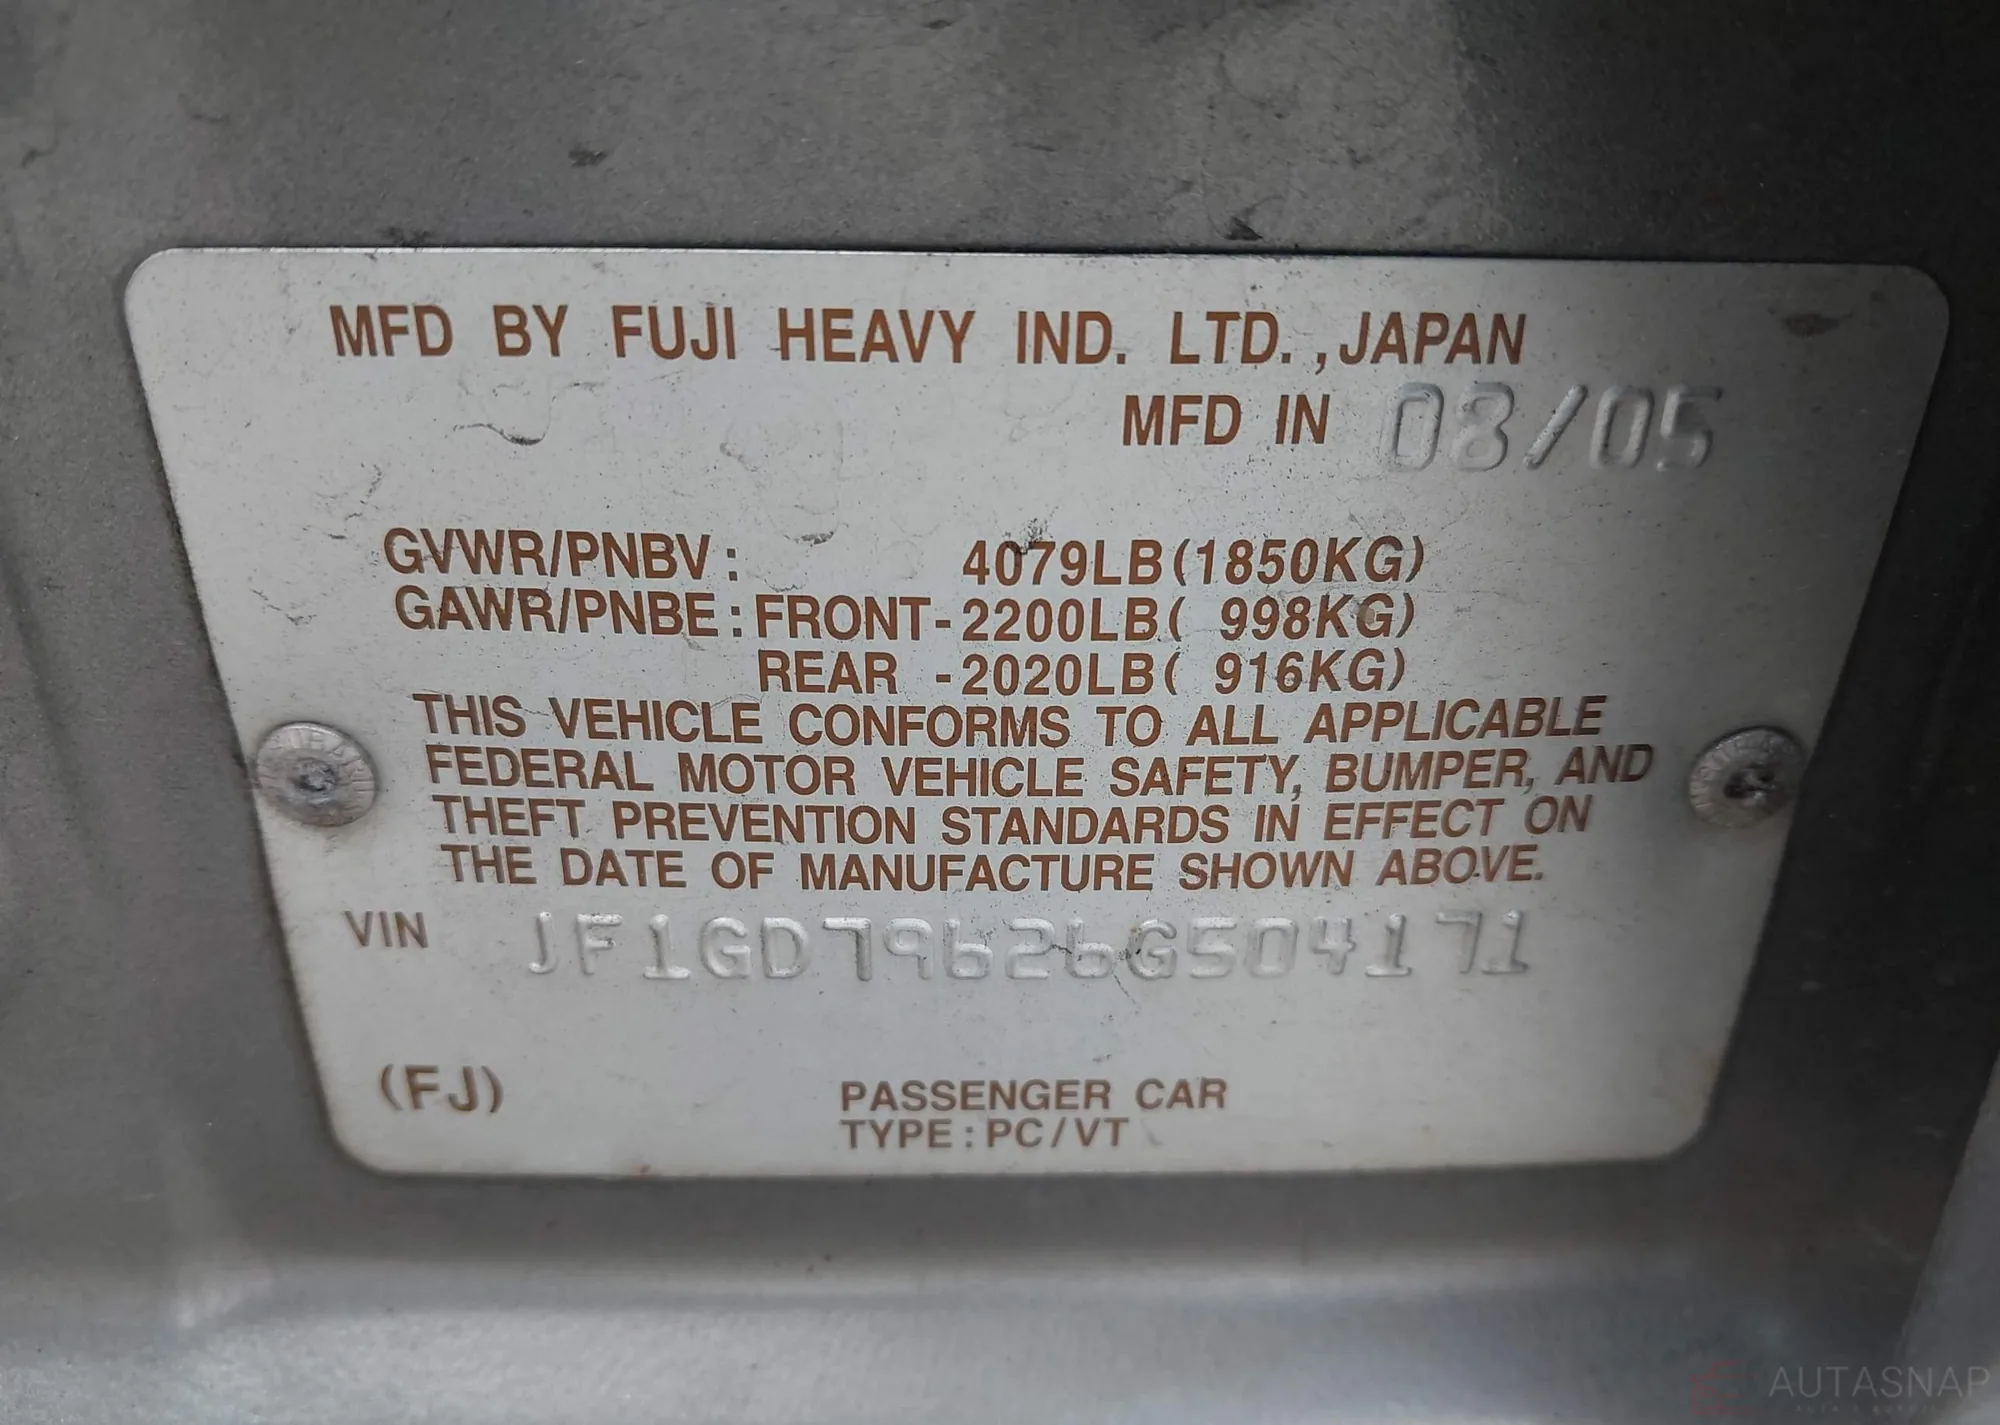 MFD BY FUJI HEAVY IND. LTD.,JAPAN
MFD IN 08/05
GVWR/PNBV: 4079LB(1850KG)
GAWR/PNBE:FRONT-2200LB( 998KG)
REAR -2020LB( 916KG)
THIS VEHICLE CONFORMS TO ALL APPLICABLE
FEDERAL MOTOR VEHICLE SAFETY, BUMPER, AND
THEFT PREVENTION STANDARDS IN EFFECT ON
THE DATE OF MANUFACTURE SHOWN ABOVE.
VIN JF1GD79626G504171
(FJ) PASSENGER CAR
TYPE:PC/VT
AUTASNAP